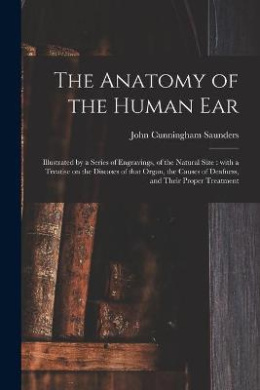 The Anatomy of
the Human Ear
John Cunningham Saunders
Illustrated by a Series of Engravings, of the Natural Size : With a
Treatise on the Diseases of That Organ, the Causes of Deafness,
and Their Proper Treatment